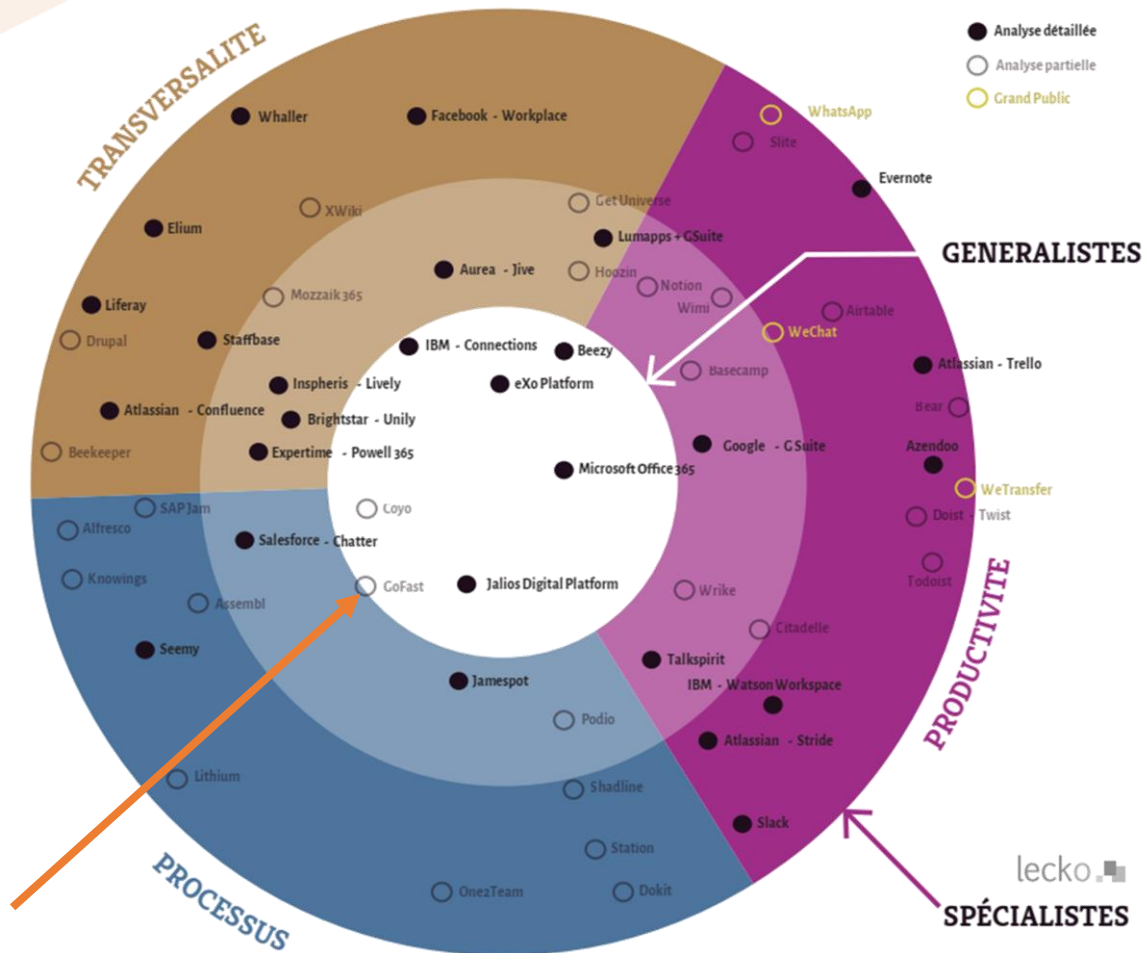 TRANSVERSALITE
Analyse détaillée
Analyse partielle
Grand Public
Whaller
Facebook - Workplace
WhatsApp
Slite
Evernote
XWiki
Get Universe
Elium
Lumapps + GSuite
GENERALISTES
Aurea - Jive
Hoozin
Notion
Mozzaik 365
Wimi
Liferay
Airtable
WeChat
Drupal
Staffbase
IBM - Connections
Beezy
Atlassian - Trello
Basecamp
Inspheris - Lively
eXo Platform
Bear
Atlassian - Confluence
Brightstar - Unily
Google - G Suite
Azendoo
Beekeeper
Expertime - Powell 365
Microsoft Office 365
WeTransfer
SAP Jam
Coyo
Doist - Twist
Alfresco
Salesforce - Chatter
Knowings
GoFast
Jalios Digital Platform
Wrike
Todoist
Assembl
Citadelle
Seemy
Talkspirit
Jamespot
IBM - Watson Workspace
PRODUCTIVITE
Podio
Atlassian - Stride
Lithium
Shadline
Slack
Station
lecko
PROCESSUS
One2Team
Dokit
SPÉCIALISTES